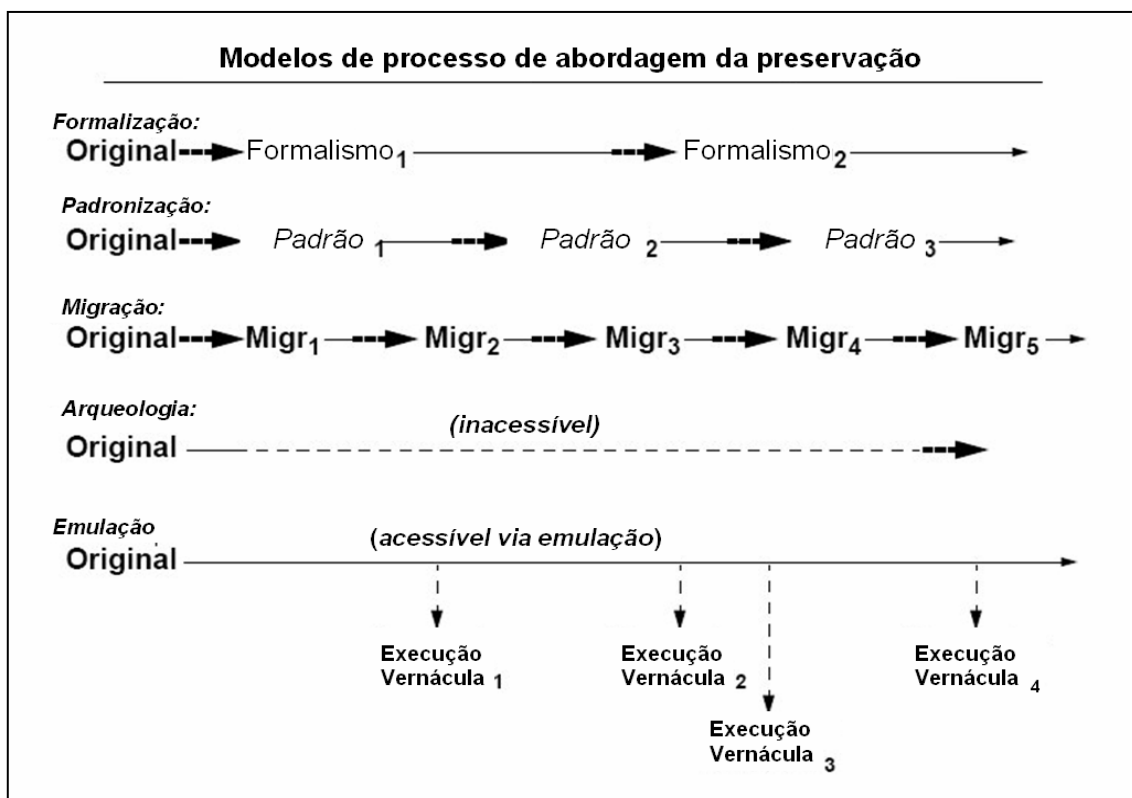 Modelos de processo de abordagem da preservação
Formalização:
Original Formalismo1 Formalismo2
Padronização:
Original Padrão 1 Padrão 2 Padrão 3
Migração:
Original Migr1 Migr2 Migr3 Migr4 Migr5
Arqueologia:
Original (inacessível)
Emulação
Original (acessível via emulação)
Execução
Vernácula 1
Execução
Vernácula 2
Execução
Vernácula 3
Execução
Vernácula 4